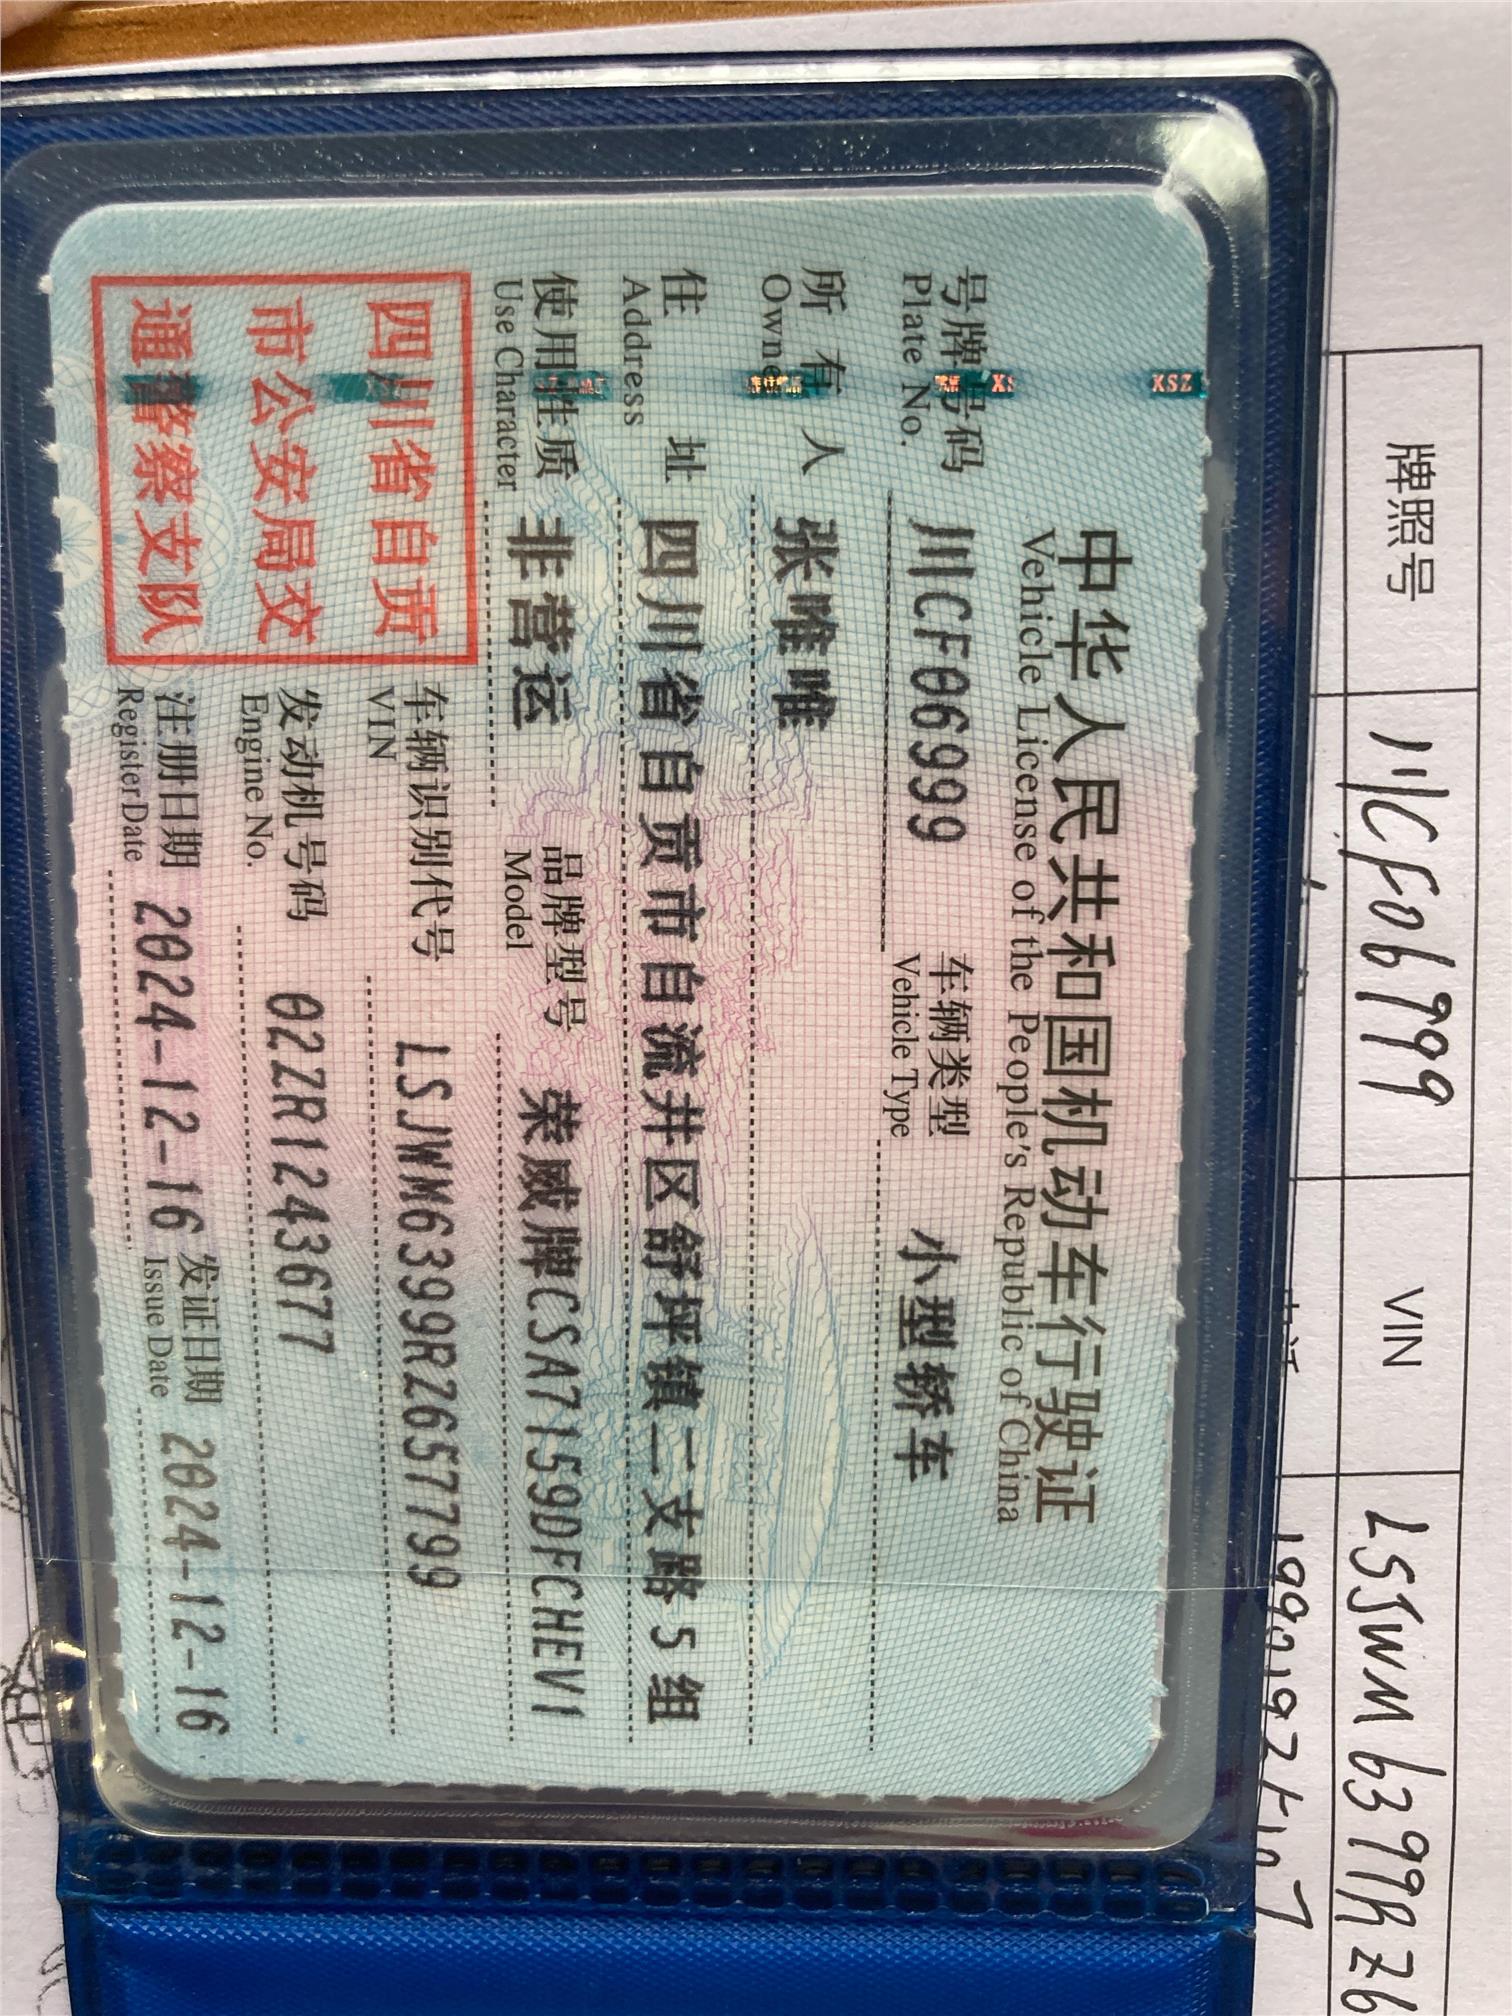 中华人民共和国机动车行驶证
Vehicle License of the People's Republic of China
号牌号码 川CF06999 车辆类型 小型轿车
Plate No. Vehicle Type
所有人 张唯唯
Owner
住址 四川省自贡市自流井区舒坪镇二支路5组
Address
使用性质 非营运 品牌型号 荣威牌CSA7159DFCHEV1
Use Character Model
四川省自贡
市公安局交
通警察支队
车辆识别代号 LSJWM6399R2657799
VIN
发动机号码 02ZR1243677
Engine No.
注册日期 2024-12-16 发证日期 2024-12-16
Register Date Issue Date
XSZ
牌照号 川CF06999 VIN LSJWM6399R26